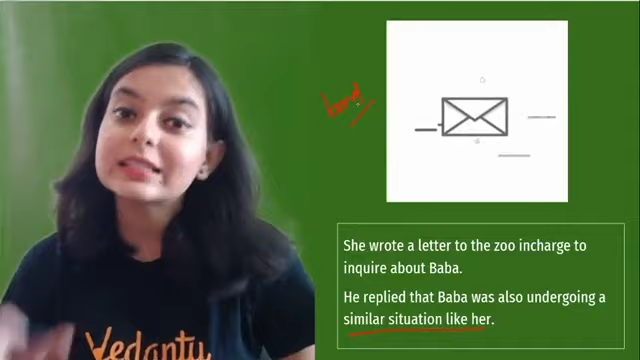 bond
She wrote a letter to the zoo incharge to
inquire about Baba.
He replied that Baba was also undergoing a
similar situation like her.
Vedantu